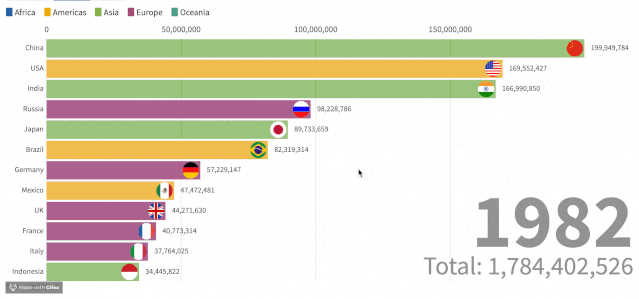 Africa Americas Asia Europe Oceania
0 50,000,000 100,000,000 150,000,000
China 199,949,784
USA 169,552,427
India 166,990,850
Russia 98,228,786
Japan 89,733,659
Brazil 82,319,314
Germany 57,229,147
Mexico 47,472,481
UK 44,271,630
France 40,773,314
Italy 37,764,025
Indonesia 34,445,822
1982
Total: 1,784,402,526
Made with Gifox